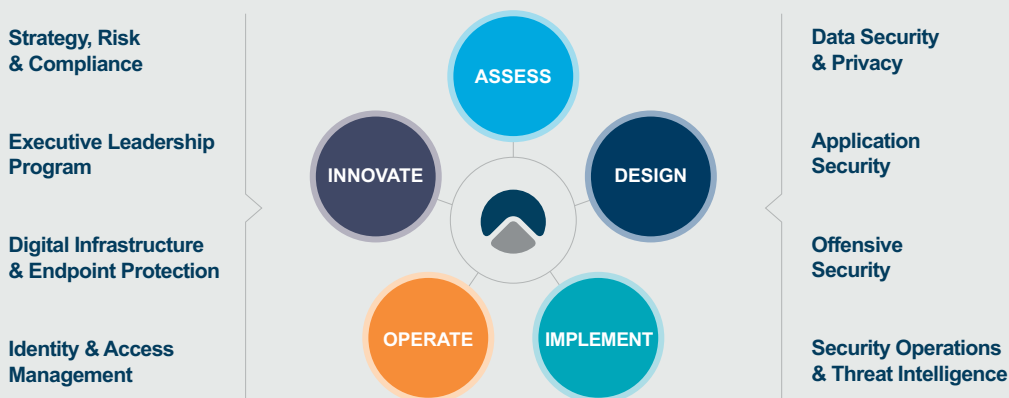 Strategy, Risk
& Compliance
Executive Leadership
Program
Digital Infrastructure
& Endpoint Protection
Identity & Access
Management
ASSESS
INNOVATE
DESIGN
OPERATE
IMPLEMENT
Data Security
& Privacy
Application
Security
Offensive
Security
Security Operations
& Threat Intelligence